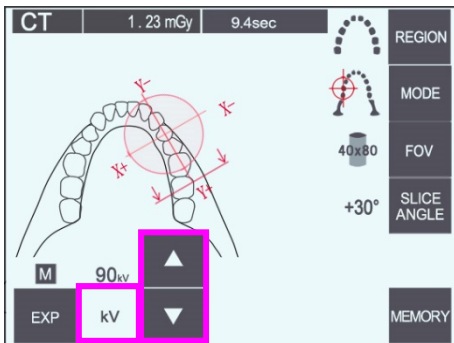 CT 1.23 mGy 9.4sec
REGION
MODE
40x80 FOV
+30° SLICE ANGLE
Y-
X-
X+
Y+
M 90kV
EXP kV
MEMORY